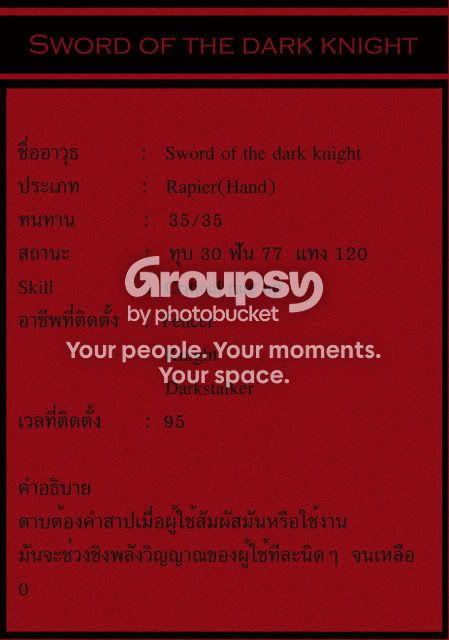 SWORD OF THE DARK KNIGHT
ชื่ออาวุธ : Sword of the dark knight
ประเภท : Rapier(Hand)
ทนทาน : 35/35
สถานะ : ทุบ 30 ฟัน 77 แทง 120
Skill
Groupsy
อาชีพที่ติดตั้ง : Fencer
by photobucket
Your people. Your moments.
Knight
Your space.
Darkstalker
เวลที่ติดตั้ง : 95
คำอธิบาย
ดาบต้องคำสาปเมื่อผู้ใช้สัมผัสมันหรือใช้งาน
มันจะช่วงชิงพลังวิญญาณของผู้ใช้ทีละนิดๆ จนเหลือ
0